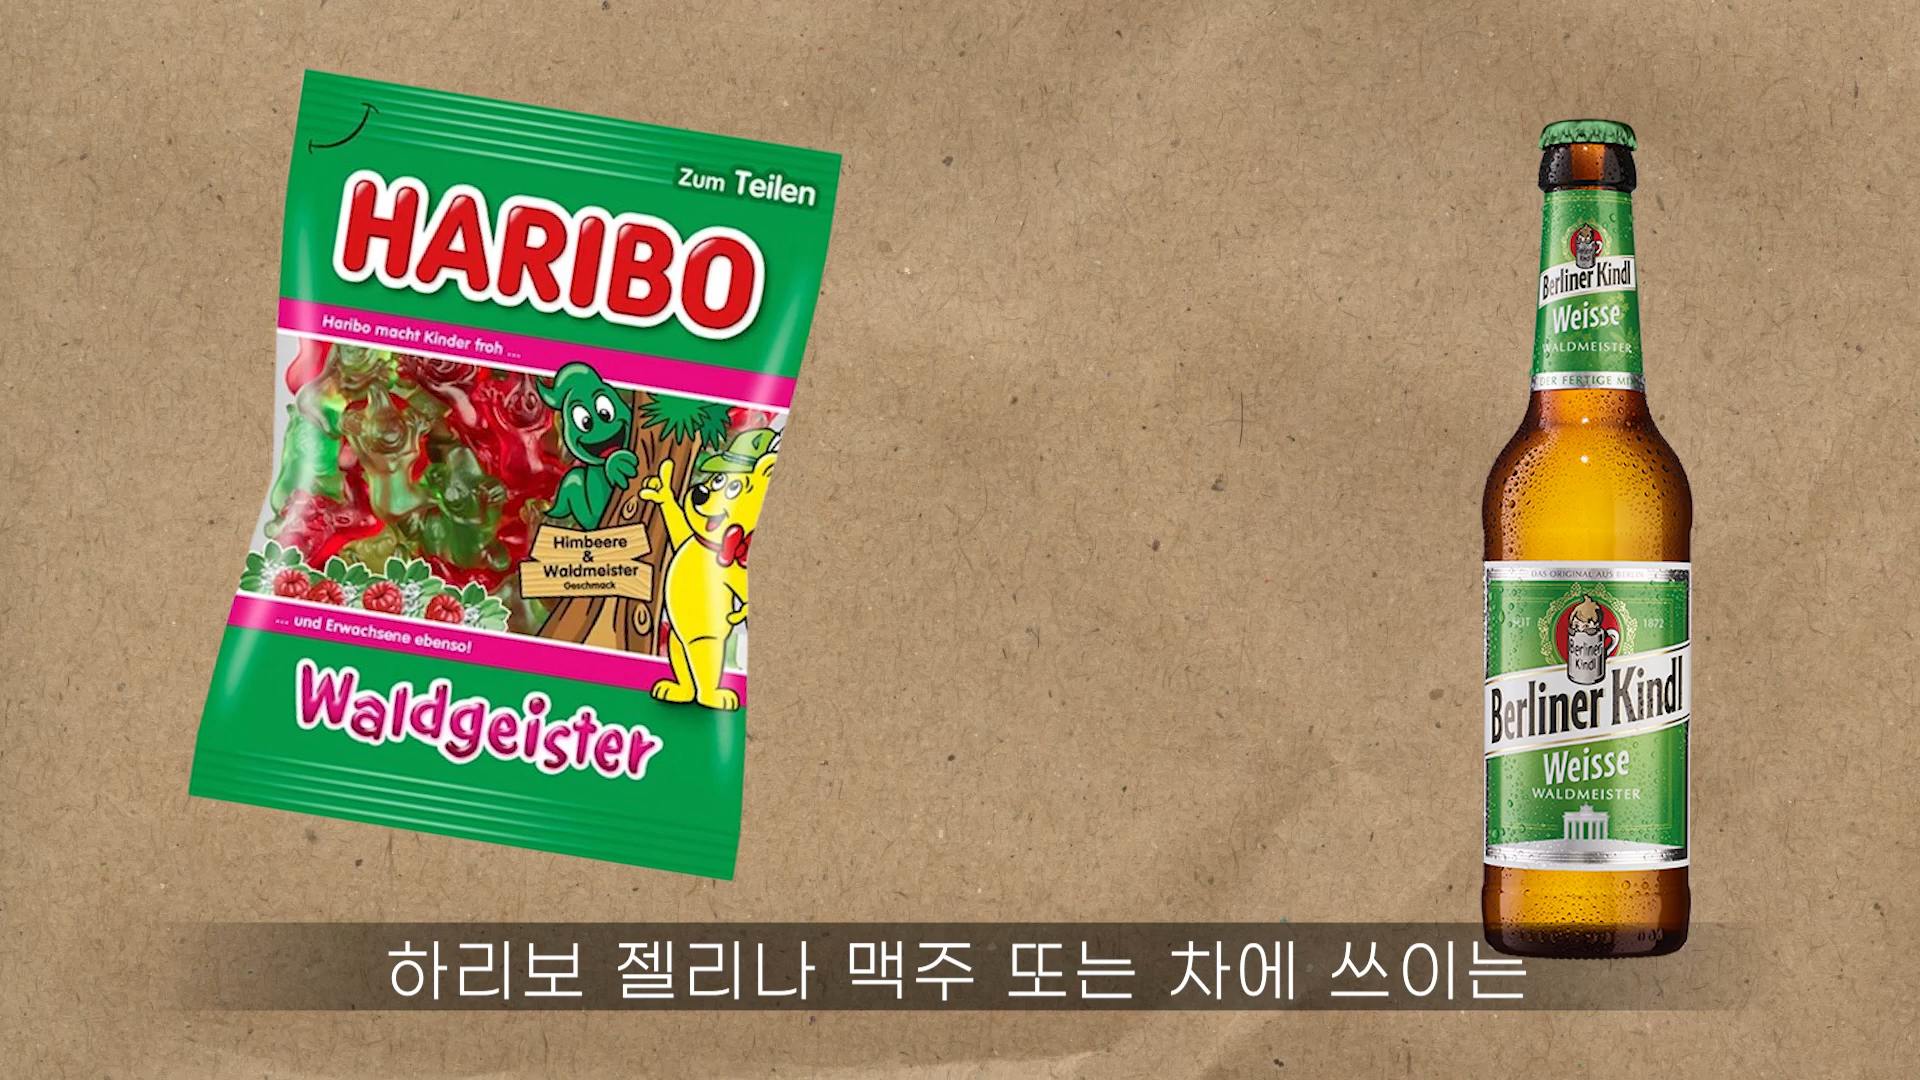 Zum Teilen
HARIBO
Haribo macht Kinder froh ...
Himbeere
&
Waldmeister
Geschmack
... und Erwachsene ebenso!
Waldgeister
Berliner Kindl
Weisse
WALDMEISTER
DER FERTIGE
DAS ORIGINAL AUS BERLIN
SEIT 1872
Berliner
Kindl
Berliner Kindl
Weisse
WALDMEISTER
하리보 젤리나 맥주 또는 차에 쓰이는